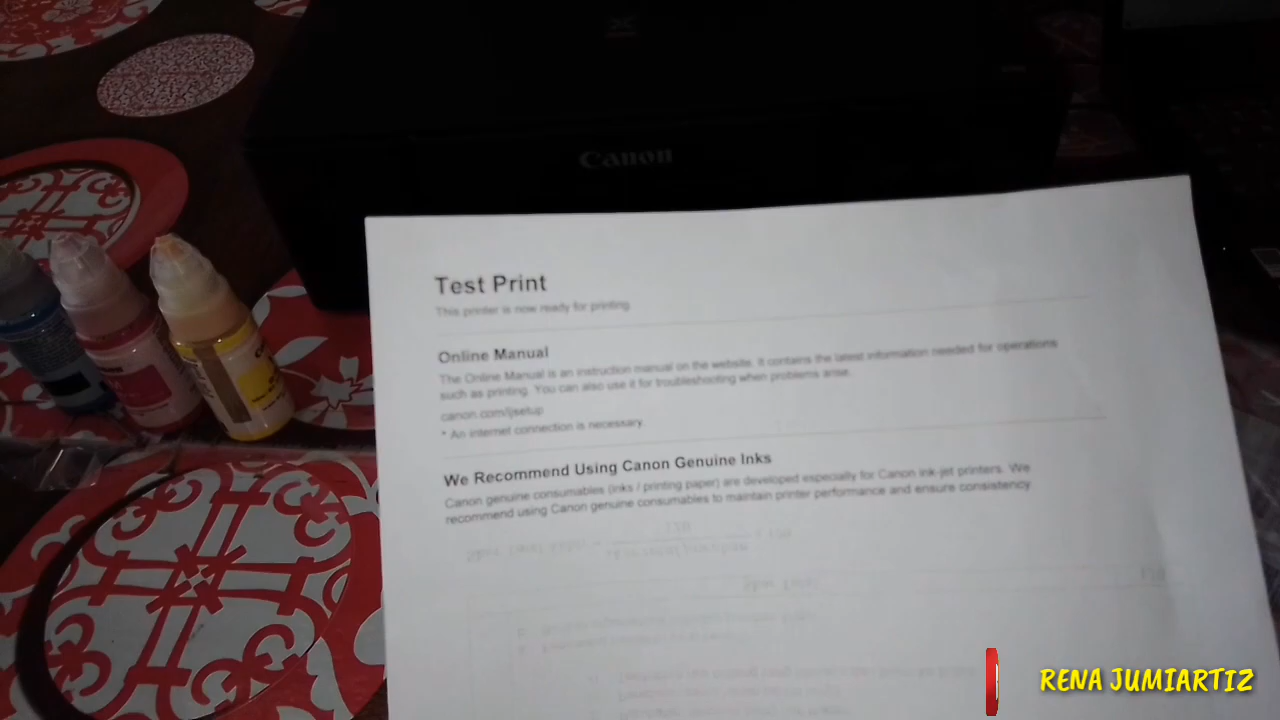 Canon
Test Print
This printer is now ready for printing.
Online Manual
The Online Manual is an instruction manual on the website. It contains the latest information needed for operations
such as printing. You can also use it for troubleshooting when problems arise.
canon.com/ijsetup
* An internet connection is necessary.
We Recommend Using Canon Genuine Inks
Canon genuine consumables (inks / printing paper) are developed especially for Canon ink-jet printers. We
recommend using Canon genuine consumables to maintain printer performance and ensure consistency
RENA JUMIARTIZ